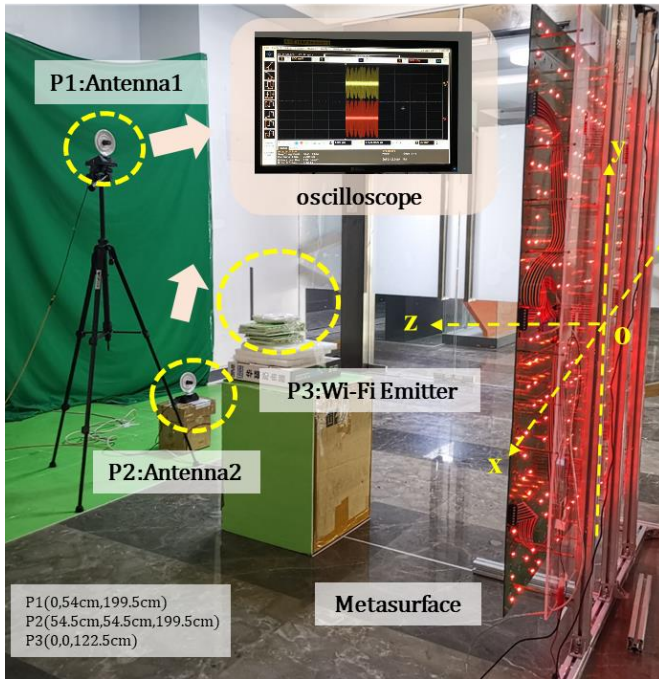 P1:Antenna1
oscilloscope
y
z
O
P3:Wi-Fi Emitter
x
P2:Antenna2
P1(0,54cm,199.5cm)
P2(54.5cm,54.5cm,199.5cm)
P3(0,0,122.5cm)
Metasurface